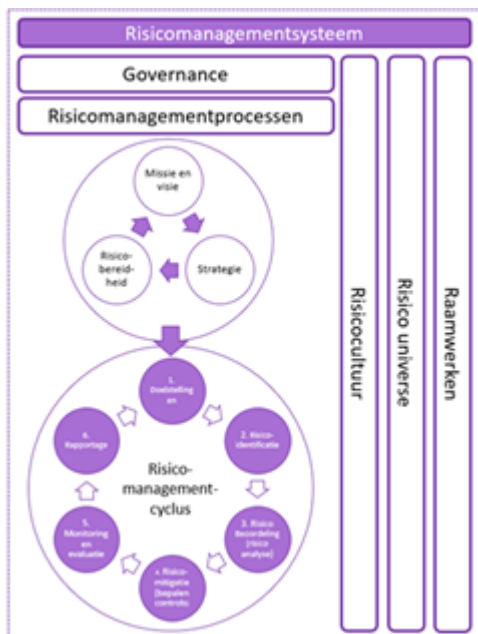 Risicomanagementsysteem
Governance
Risicomanagementprocessen
Missie en
visie
Risico-
bereid-
heid
Strategie
1.
Doelstelling
en
6.
Rapportage
2. Risico-
identificatie
Risico-
management-
cyclus
5.
Monitoring
en
evaluatie
3. Risico
Beoordeling
(risico
analyse)
4. Risico-
mitigatie
(bepalen
controls)
Risicocultuur
Risico universe
Raamwerken